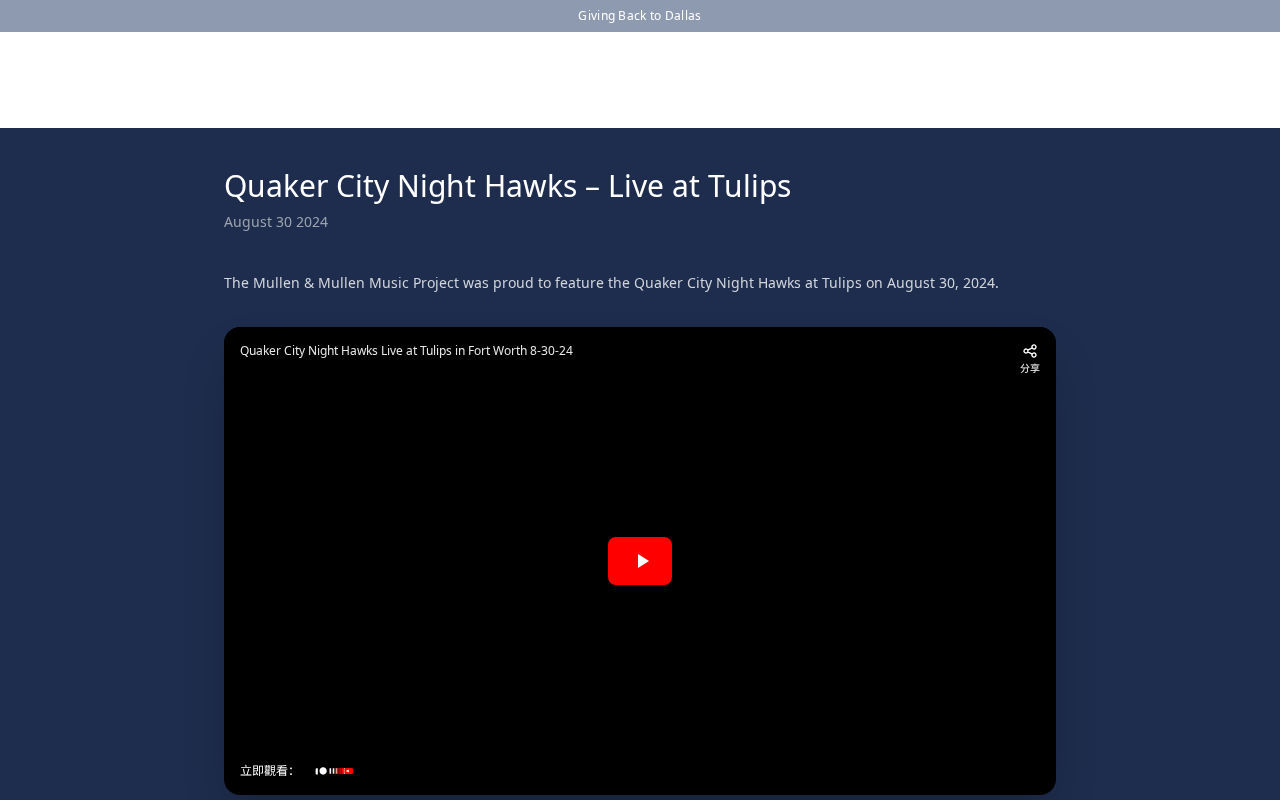 Giving Back to Dallas
Quaker City Night Hawks – Live at Tulips
August 30 2024
The Mullen & Mullen Music Project was proud to feature the Quaker City Night Hawks at Tulips on August 30, 2024.
Quaker City Night Hawks Live at Tulips in Fort Worth 8-30-24
分享
立即觀看：